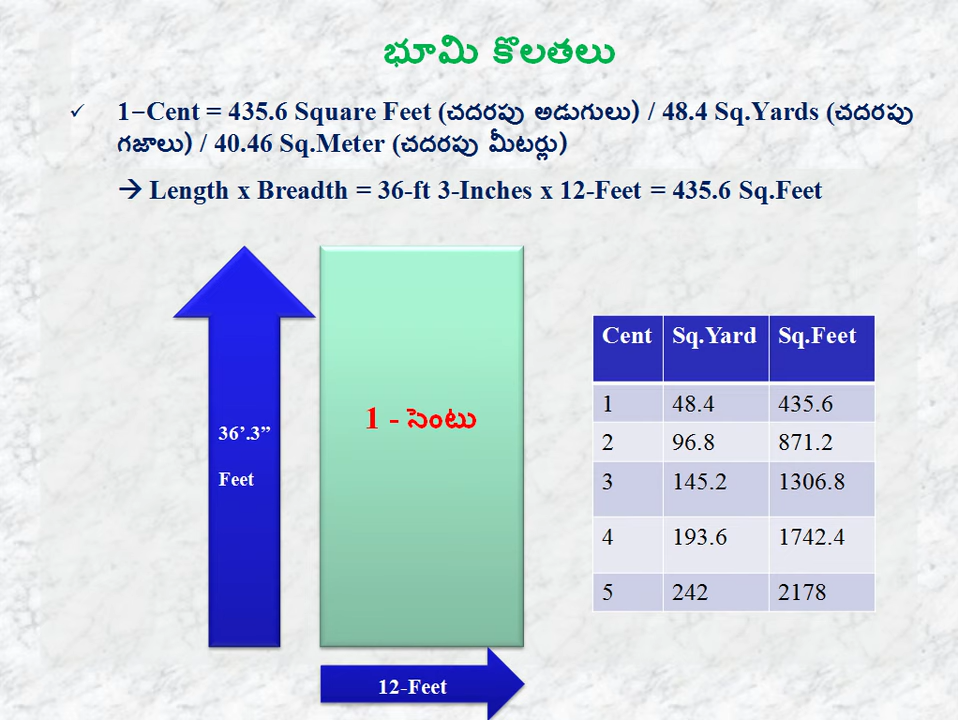 భూమి కొలతలు
✓ 1–Cent = 435.6 Square Feet (చదరపు అడుగులు) / 48.4 Sq.Yards (చదరపు
గజాలు) / 40.46 Sq.Meter (చదరపు మీటర్లు)
→ Length x Breadth = 36-ft 3-Inches x 12-Feet = 435.6 Sq.Feet
36’.3”
Feet
1 - సెంటు
12-Feet
Cent Sq.Yard Sq.Feet
1 48.4 435.6
2 96.8 871.2
3 145.2 1306.8
4 193.6 1742.4
5 242 2178